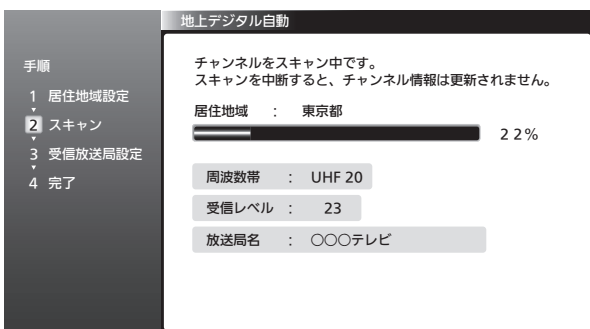 地上デジタル自動
手順
1 居住地域設定
2 スキャン
3 受信放送局設定
4 完了
チャンネルをスキャン中です。
スキャンを中断すると、チャンネル情報は更新されません。
居住地域 : 東京都
22%
周波数帯 : UHF 20
受信レベル : 23
放送局名 : 〇〇〇テレビ